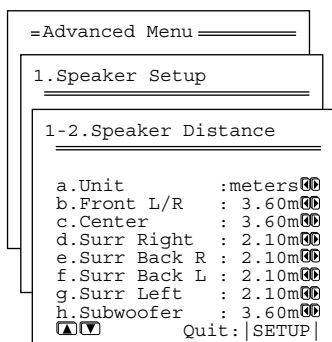 =Advanced Menu
1.Speaker Setup
1-2.Speaker Distance
a.Unit :meters
b.Front L/R : 3.60m
c.Center : 3.60m
d.Surr Right : 2.10m
e.Surr Back R : 2.10m
f.Surr Back L : 2.10m
g.Surr Left : 2.10m
h.Subwoofer : 3.60m
Quit:|SETUP|